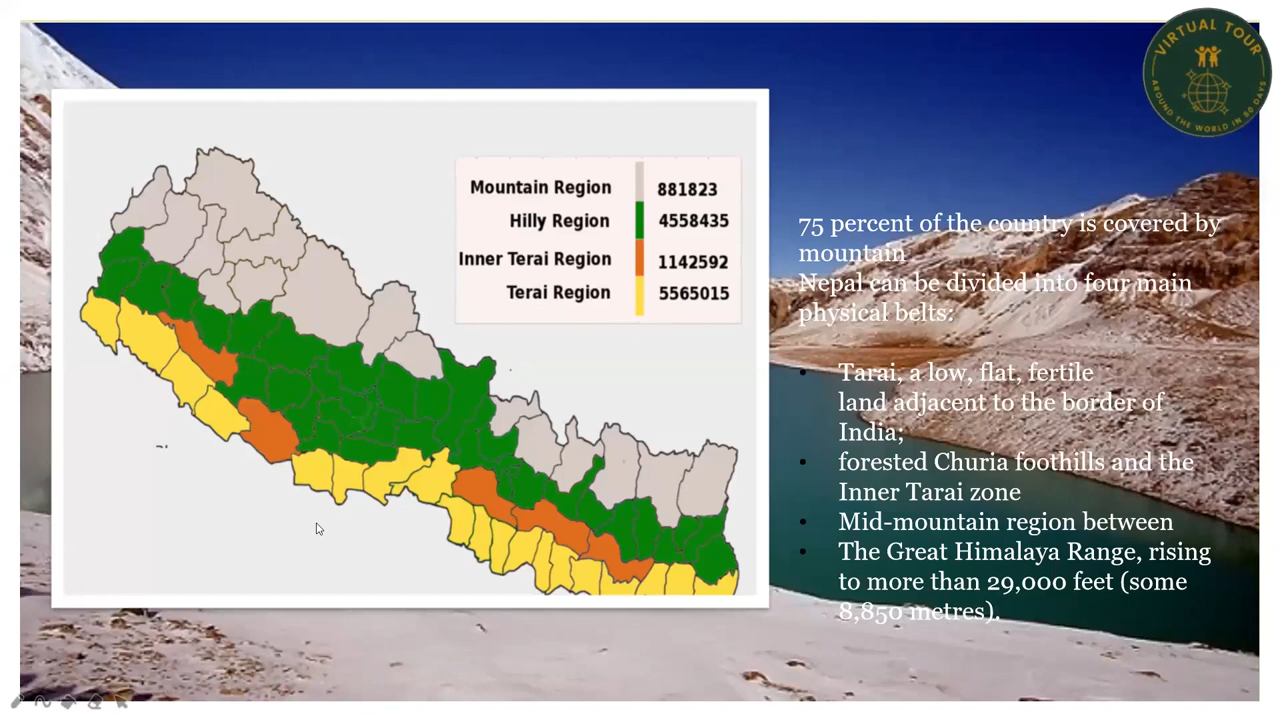 VIRTUAL TOUR
AROUND THE WORLD IN 80 DAYS
Mountain Region 881823
Hilly Region 4558435
Inner Terai Region 1142592
Terai Region 5565015
75 percent of the country is covered by
mountain
Nepal can be divided into four main
physical belts:
• Tarai, a low, flat, fertile
land adjacent to the border of
India;
• forested Churia foothills and the
Inner Tarai zone
• Mid-mountain region between
• The Great Himalaya Range, rising
to more than 29,000 feet (some
8,850 metres).